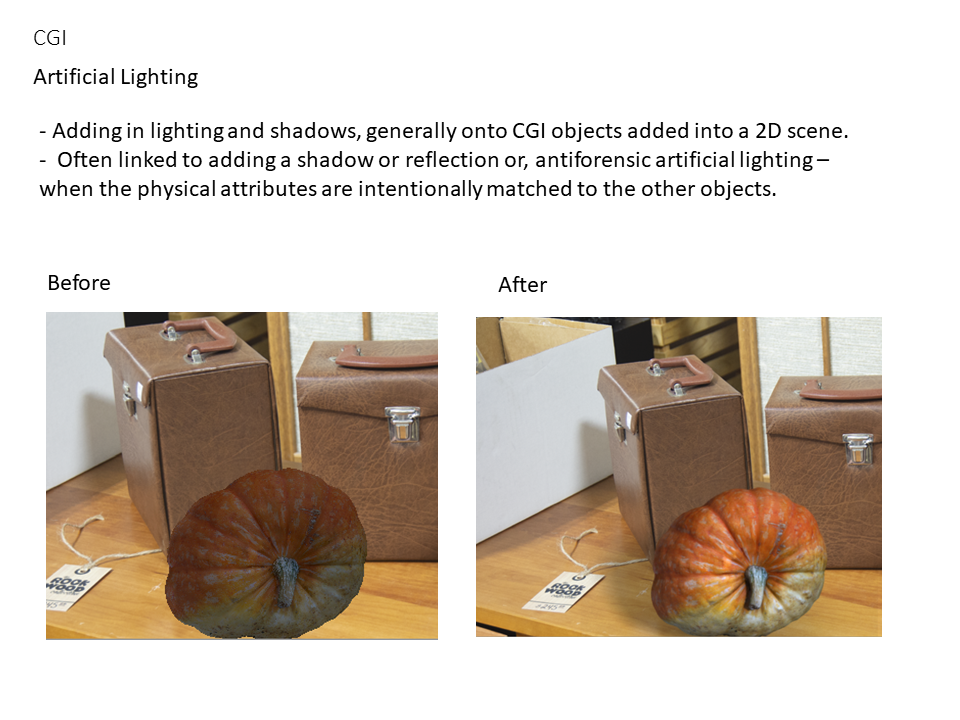 CGI
Artificial Lighting
- Adding in lighting and shadows, generally onto CGI objects added into a 2D scene.
- Often linked to adding a shadow or reflection or, antiforensic artificial lighting –
when the physical attributes are intentionally matched to the other objects.
Before
After
ROOK
WOOD
ROOK
WOOD